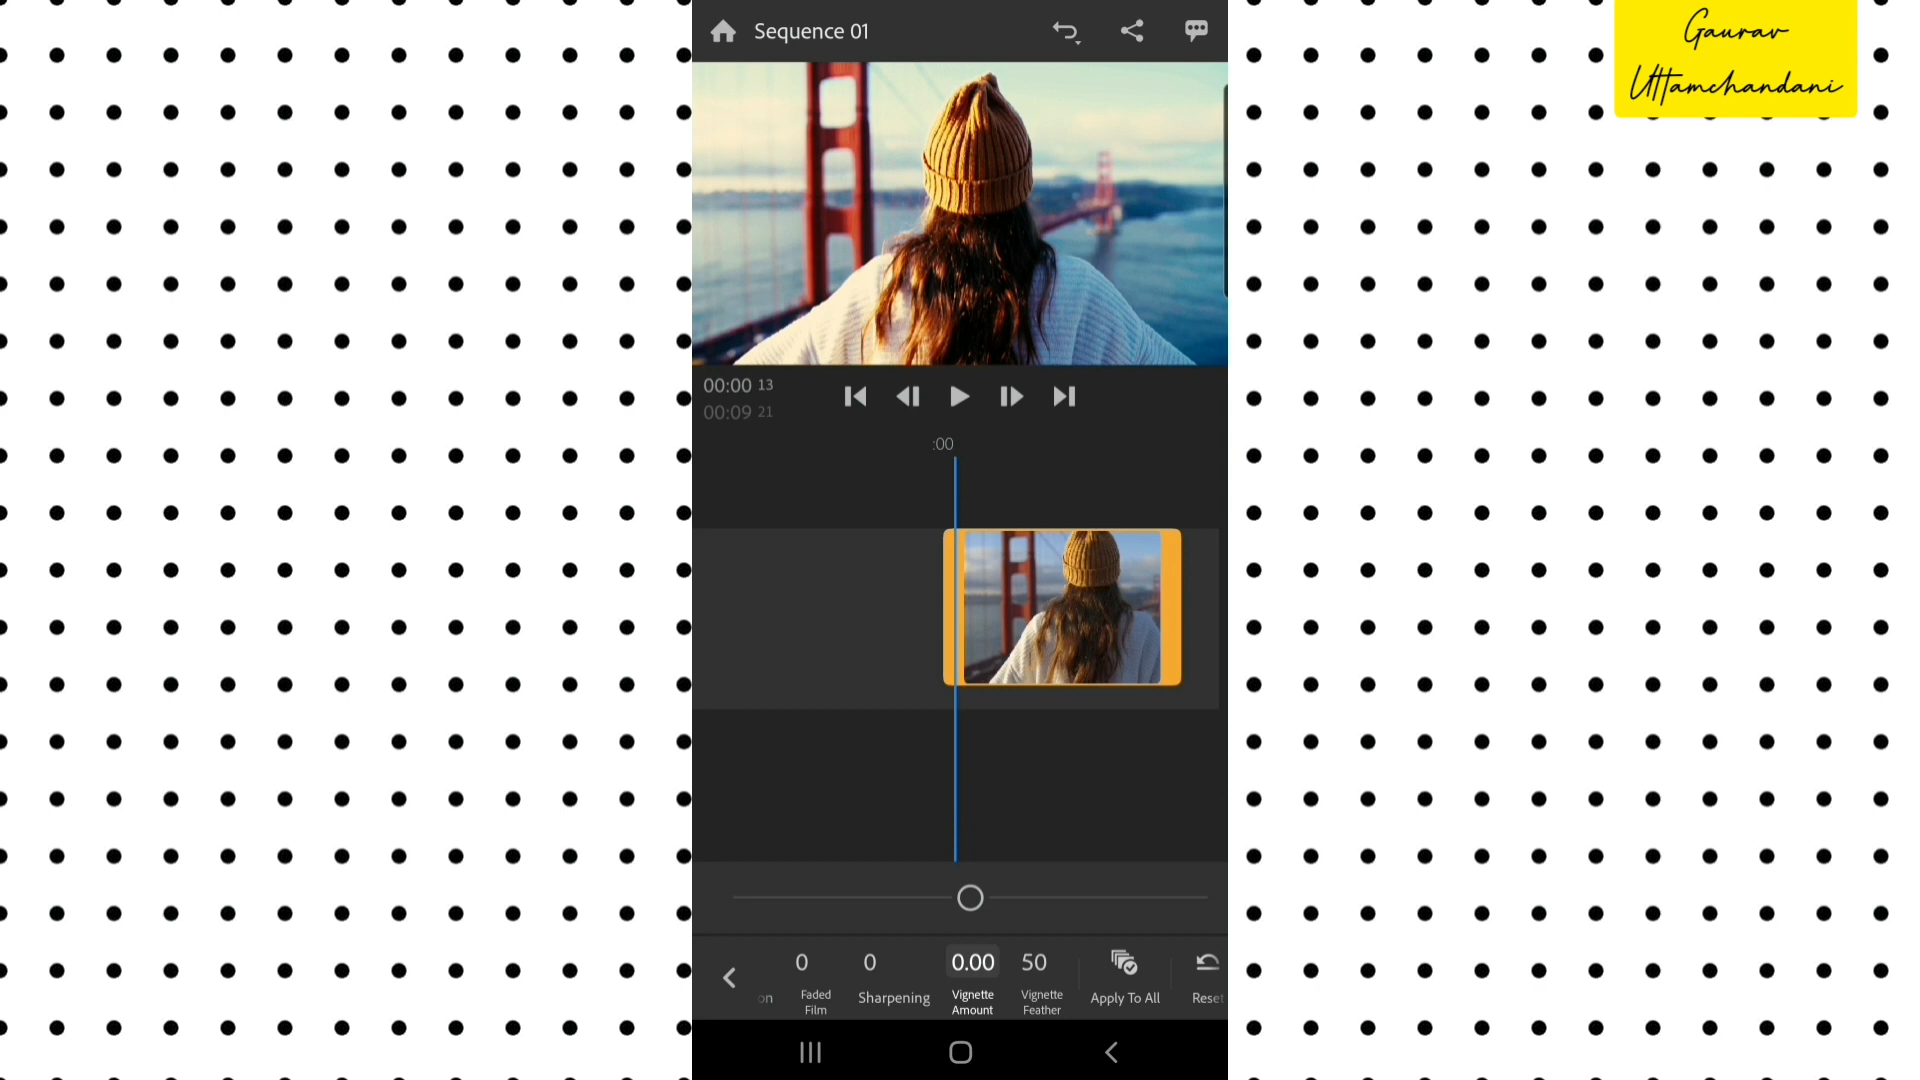 Sequence 01
Gaurav
Uttamchandani
00:00 13
00:09 21
:00
0
0
0.00
50
on
Faded
Film
Sharpening
Vignette
Amount
Vignette
Feather
Apply To All
Reset